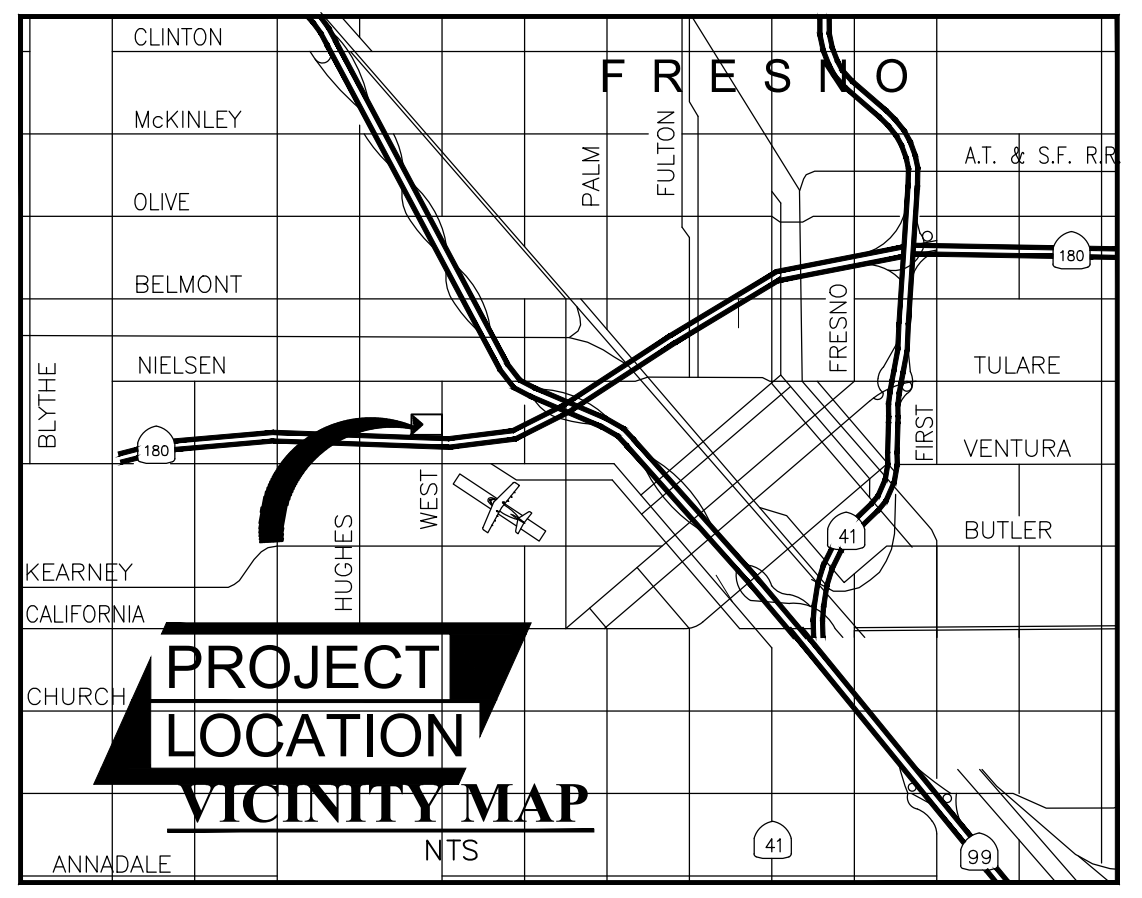 CLINTON
FRESNO
McKINLEY
FULTON
A.T. & S.F. R.R.
PALM
OLIVE
180
BELMONT
FRESNO
NIELSEN
TULARE
BLYTHE
FIRST
180
VENTURA
WEST
41
BUTLER
HUGHES
KEARNEY
CALIFORNIA
PROJECT
LOCATION
CHURCH
VICINITY MAP
NTS
41
99
ANNADALE